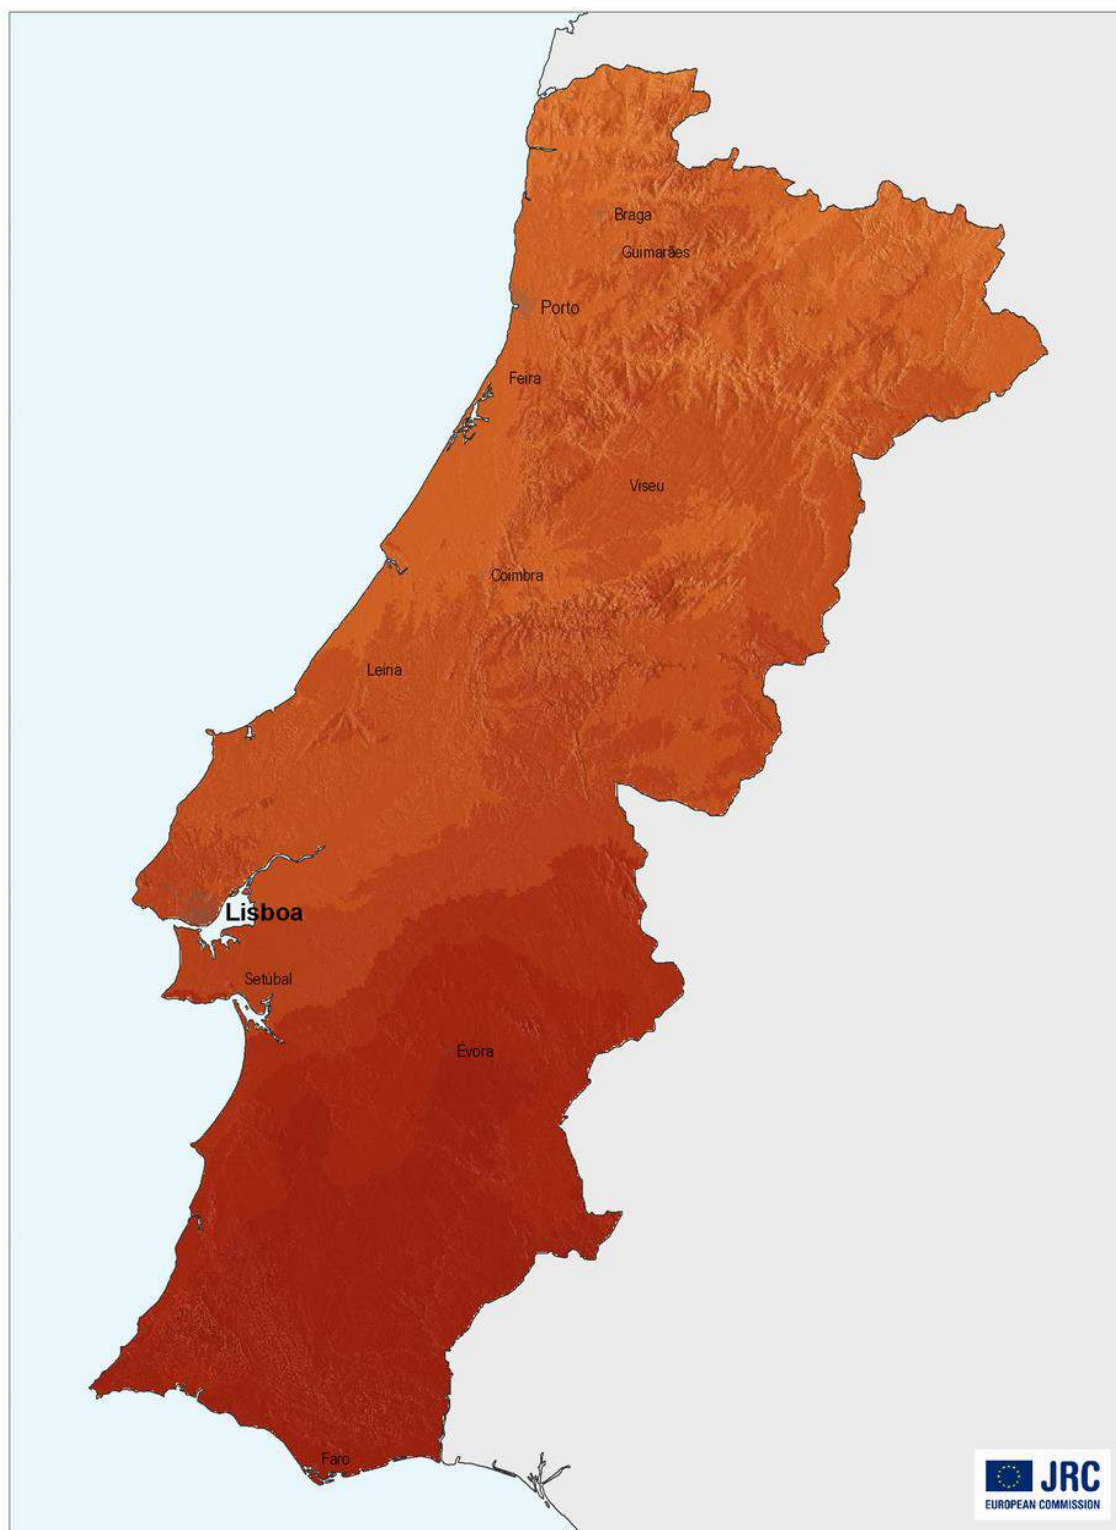 Braga
Guimarães
Porto
Feira
Viseu
Coimbra
Leiria
Lisboa
Setúbal
Évora
Faro
JRC
EUROPEAN COMMISSION